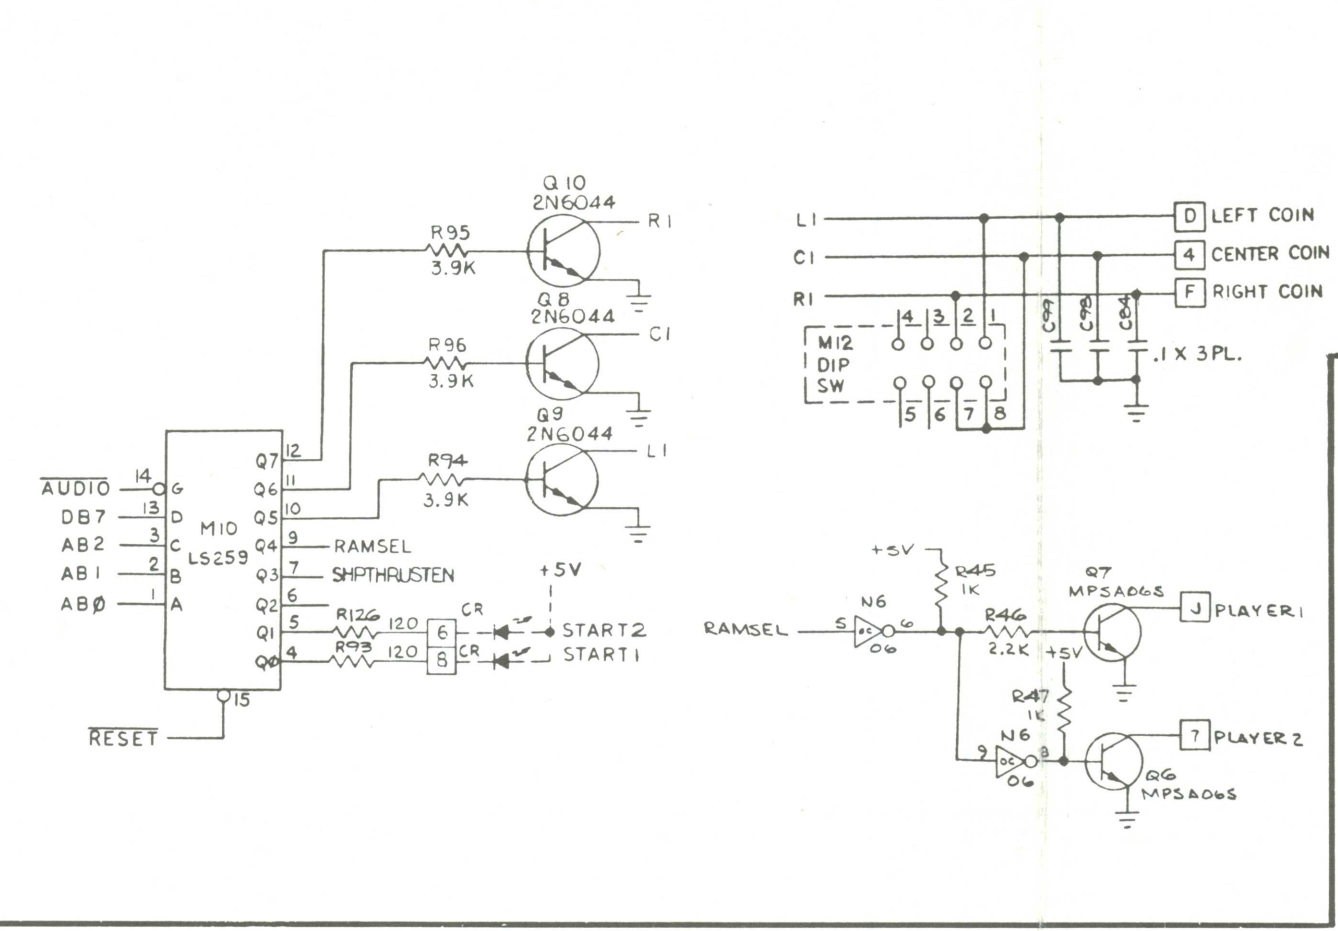 Q10
2N6044
R1
R95
3.9K
Q8
2N6044
C1
R96
3.9K
Q9
2N6044
L1
R94
3.9K
AUDIO 14 G
DB7 13 D
AB2 3 C
AB1 2 B
ABØ 1 A
M10
LS259
Q7 12
Q6 11
Q5 10
Q4 9 RAMSEL
Q3 7 SHPTHRUSTEN
Q2 6
Q1 5 R126 120 6 CR START2
QØ 4 R93 120 8 CR START1
+5V
15
RESET
L1 D LEFT COIN
C1 4 CENTER COIN
R1 F RIGHT COIN
C99 C98 C84
.1 X 3PL.
4 3 2 1
M12
DIP
SW
5 6 7 8
+5V
R45
1K
RAMSEL 5 N6 6
OC
06
R46
2.2K
Q7
MPSA06S
J PLAYER1
+5V
R47
1K
9 N6 8
OC
06
Q6
MPSA06S
7 PLAYER2